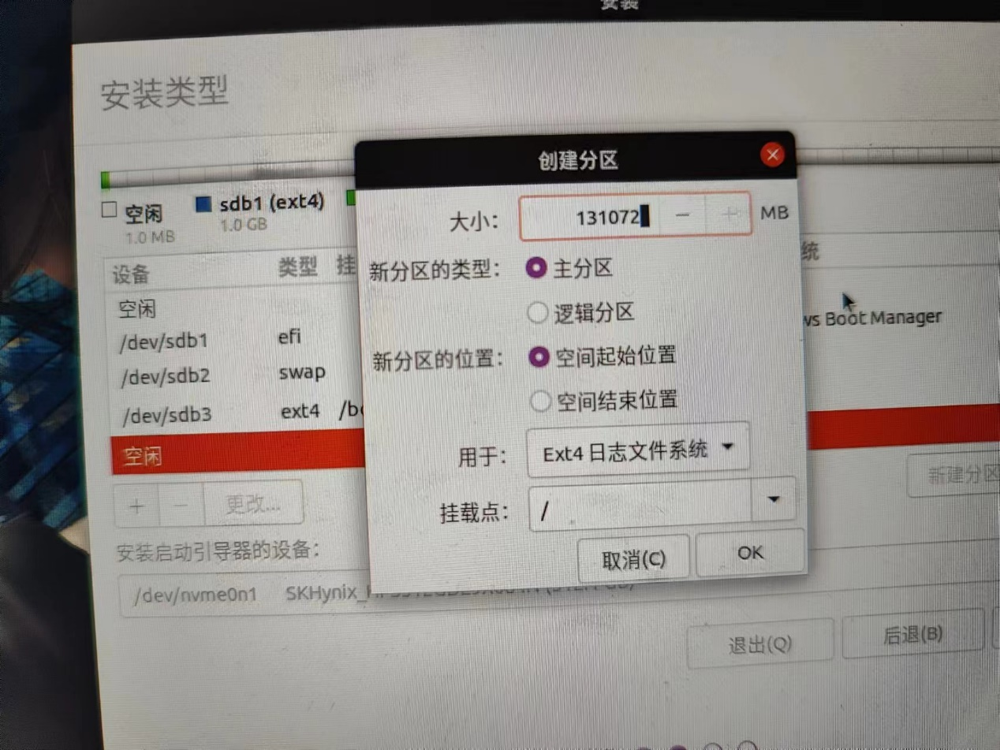 安装
安装类型
创建分区
空闲
1.0 MB
sdb1 (ext4)
1.0 GB
大小：
131072
MB
设备 类型 挂
统
新分区的类型：
主分区
逻辑分区
空闲
/dev/sdb1 efi
Boot Manager
新分区的位置：
空间起始位置
空间结束位置
/dev/sdb2 swap
/dev/sdb3 ext4
空闲
用于：
Ext4 日志文件系统
+ − 更改...
新建分区
挂载点：
/
取消(C)
OK
安装启动引导器的设备：
/dev/nvme0n1 SKHynix
退出(Q)
后退(B)